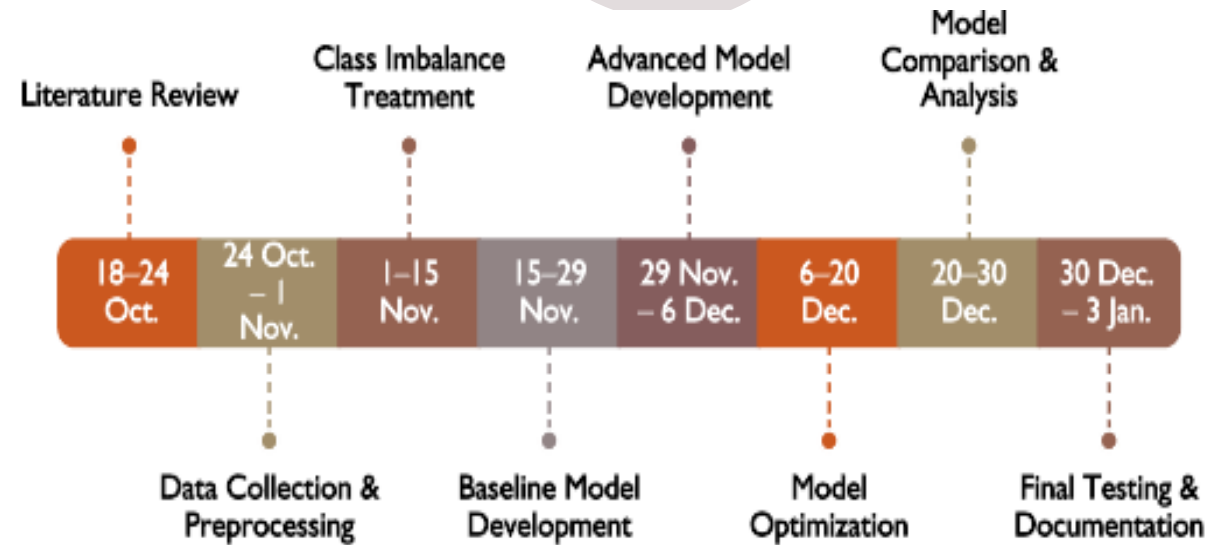 Literature Review
Class Imbalance
Treatment
Advanced Model
Development
Model
Comparison &
Analysis
18–24
Oct.
24 Oct.
– 1
Nov.
1–15
Nov.
15–29
Nov.
29 Nov.
– 6 Dec.
6–20
Dec.
20–30
Dec.
30 Dec.
– 3 Jan.
Data Collection &
Preprocessing
Baseline Model
Development
Model
Optimization
Final Testing &
Documentation